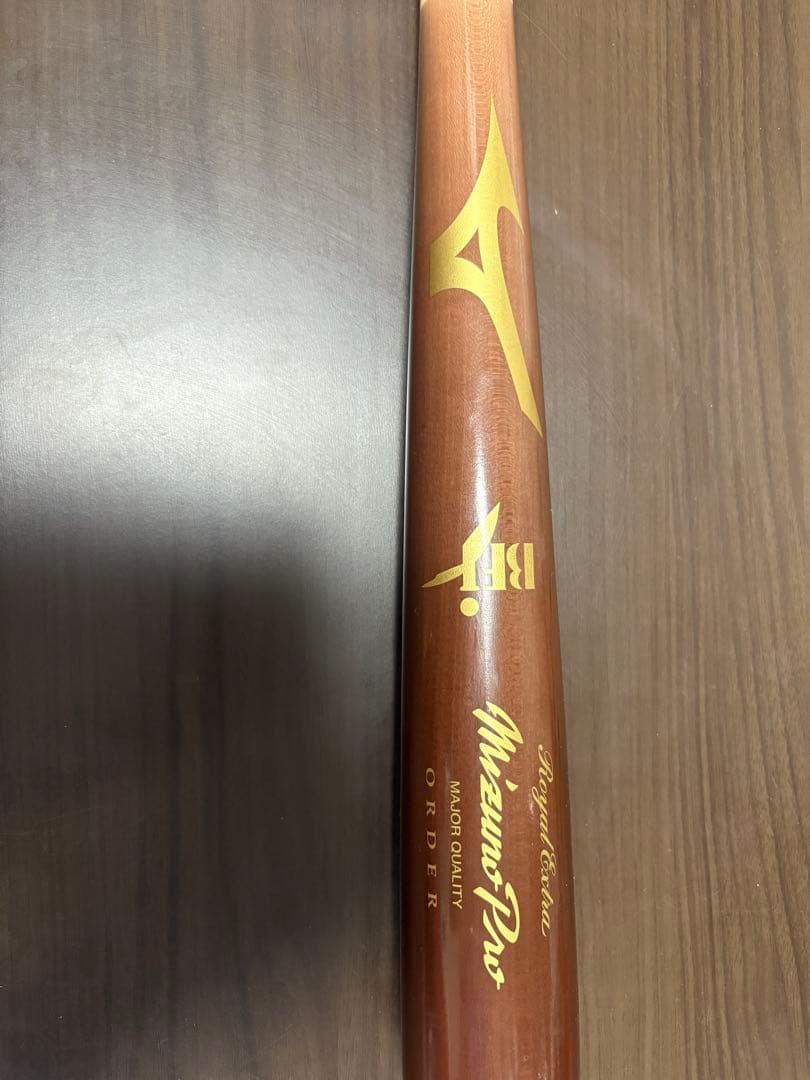 BFJ
Royal Extra
Mizuno Pro
MAJOR QUALITY
ORDER